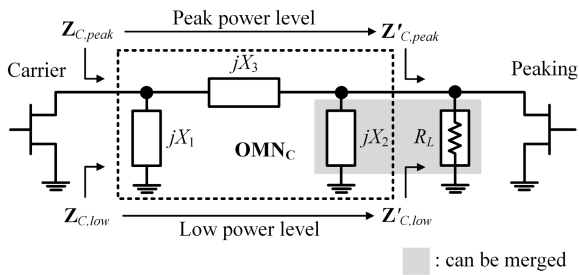 Z_{C,peak} Peak power level Z'_{C,peak}
Carrier jX_3 Peaking
jX_1 OMN_C jX_2 R_L
Z_{C,low} Low power level Z'_{C,low}
: can be merged